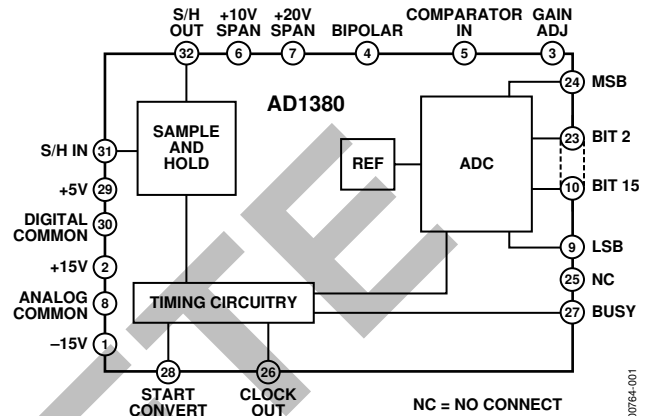 S/H OUT
+10V SPAN
+20V SPAN
BIPOLAR
COMPARATOR IN
GAIN ADJ
32
6
7
4
5
3
AD1380
24 MSB
SAMPLE AND HOLD
REF
ADC
23 BIT 2
S/H IN 31
+5V 29
10 BIT 15
DIGITAL COMMON 30
9 LSB
+15V 2
25 NC
ANALOG COMMON 8
TIMING CIRCUITRY
27 BUSY
–15V 1
28
26
START CONVERT
CLOCK OUT
NC = NO CONNECT
00764-001
TE